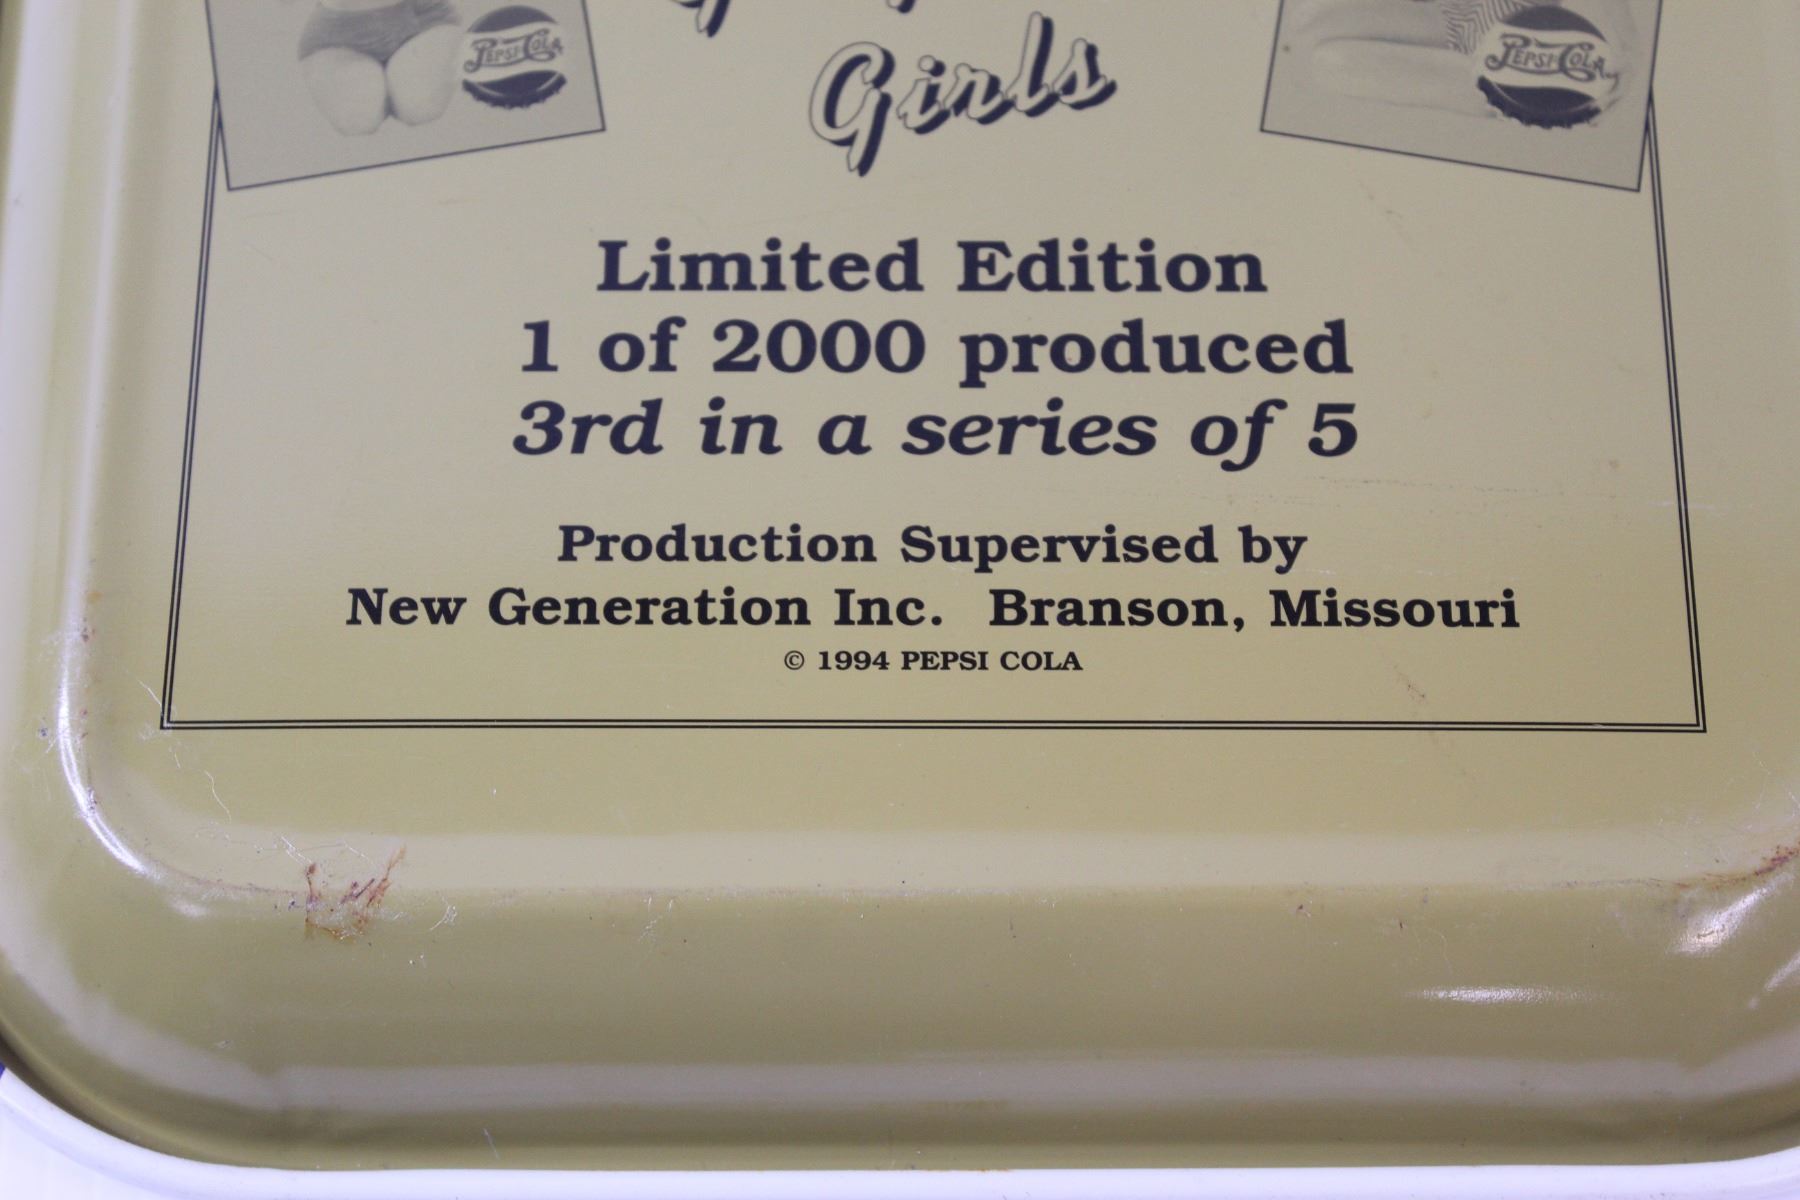 PEPSI-COLA
Girls
PEPSI-COLA
Limited Edition
1 of 2000 produced
3rd in a series of 5
Production Supervised by
New Generation Inc. Branson, Missouri
© 1994 PEPSI COLA